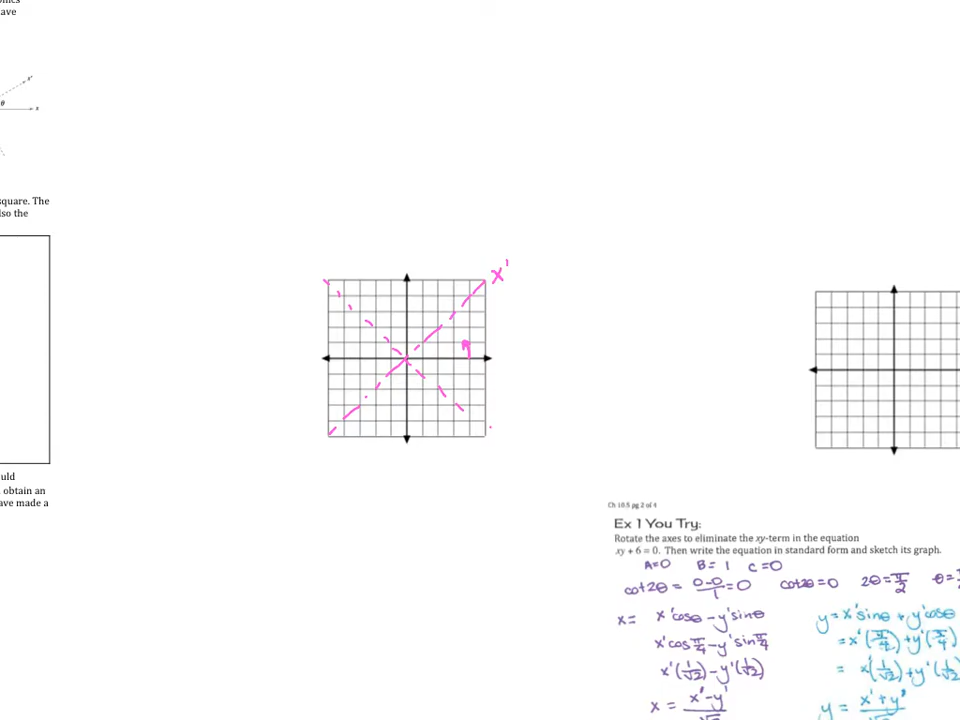 ave
x'
θ
x
square. The
lso the
x'
uld
obtain an
ave made a
Ch 10.5 pg 2 of 4
Ex 1 You Try:
Rotate the axes to eliminate the xy-term in the equation
xy + 6 = 0. Then write the equation in standard form and sketch its graph.
A=0 B= 1 C=0
cot2θ = 0-0/1 = 0 cot2θ=0 2θ=π/2 θ=
x= x'cosθ - y'sinθ
x'cos π/4 - y'sin π/4
x'(1/√2) - y'(1/√2)
x = x'-y'
y= x'sinθ + y'cosθ
= x'(π/4) + y'(π/4)
= x'(1/√2) + y'(1/√2)
y = x'+y'